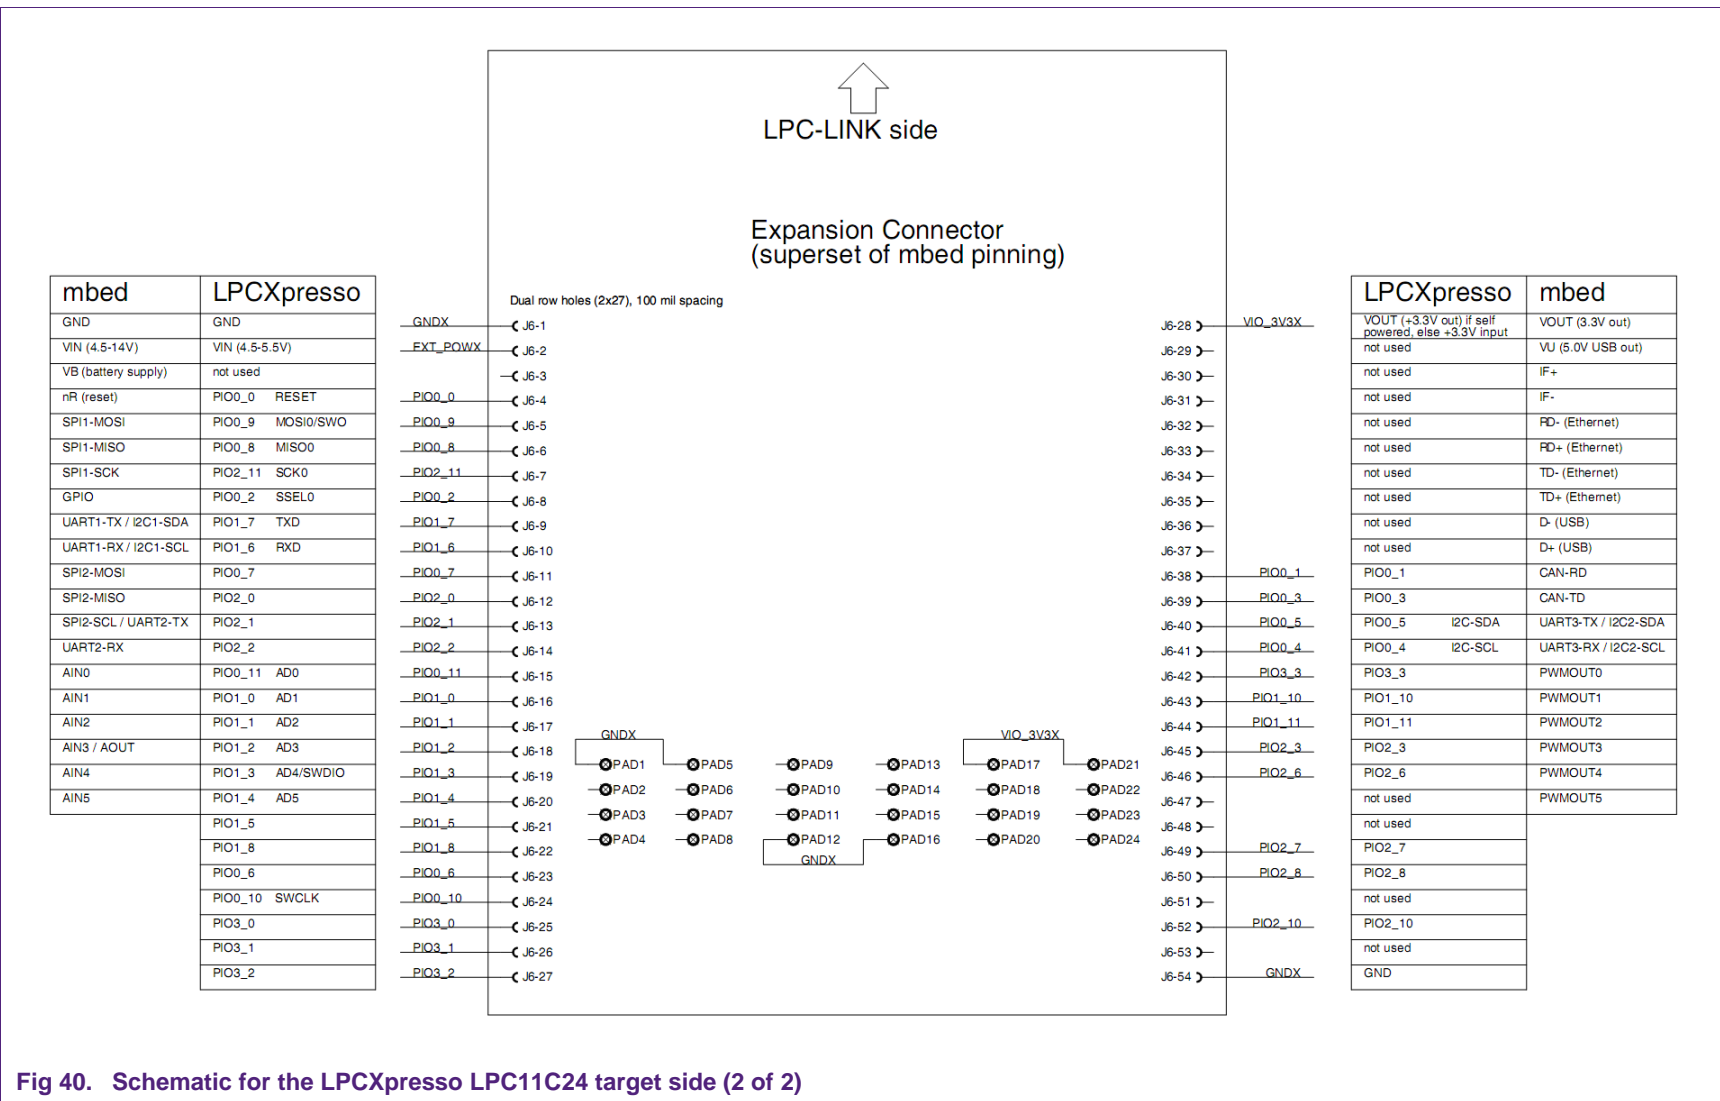 LPC-LINK side
Expansion Connector
(superset of mbed pinning)
Dual row holes (2x27), 100 mil spacing
mbed LPCXpresso
GND GND
VIN (4.5-14V) VIN (4.5-5.5V)
VB (battery supply) not used
nR (reset) PIO0_0 RESET
SPI1-MOSI PIO0_9 MOSI0/SWO
SPI1-MISO PIO0_8 MISO0
SPI1-SCK PIO2_11 SCK0
GPIO PIO0_2 SSEL0
UART1-TX / I2C1-SDA PIO1_7 TXD
UART1-RX / I2C1-SCL PIO1_6 RXD
SPI2-MOSI PIO0_7
SPI2-MISO PIO2_0
SPI2-SCL / UART2-TX PIO2_1
UART2-RX PIO2_2
AIN0 PIO0_11 AD0
AIN1 PIO1_0 AD1
AIN2 PIO1_1 AD2
AIN3 / AOUT PIO1_2 AD3
AIN4 PIO1_3 AD4/SWDIO
AIN5 PIO1_4 AD5
PIO1_5
PIO1_8
PIO0_6
PIO0_10 SWCLK
PIO3_0
PIO3_1
PIO3_2
GNDX J6-1
EXT_POWX J6-2
J6-3
PIO0_0 J6-4
PIO0_9 J6-5
PIO0_8 J6-6
PIO2_11 J6-7
PIO0_2 J6-8
PIO1_7 J6-9
PIO1_6 J6-10
PIO0_7 J6-11
PIO2_0 J6-12
PIO2_1 J6-13
PIO2_2 J6-14
PIO0_11 J6-15
PIO1_0 J6-16
PIO1_1 J6-17
PIO1_2 J6-18
PIO1_3 J6-19
PIO1_4 J6-20
PIO1_5 J6-21
PIO1_8 J6-22
PIO0_6 J6-23
PIO0_10 J6-24
PIO3_0 J6-25
PIO3_1 J6-26
PIO3_2 J6-27
GNDX VIO_3V3X
PAD1 PAD5 PAD9 PAD13 PAD17 PAD21
PAD2 PAD6 PAD10 PAD14 PAD18 PAD22
PAD3 PAD7 PAD11 PAD15 PAD19 PAD23
PAD4 PAD8 PAD12 PAD16 PAD20 PAD24
GNDX
J6-28 VIO_3V3X
J6-29
J6-30
J6-31
J6-32
J6-33
J6-34
J6-35
J6-36
J6-37
J6-38 PIO0_1
J6-39 PIO0_3
J6-40 PIO0_5
J6-41 PIO0_4
J6-42 PIO3_3
J6-43 PIO1_10
J6-44 PIO1_11
J6-45 PIO2_3
J6-46 PIO2_6
J6-47
J6-48
J6-49 PIO2_7
J6-50 PIO2_8
J6-51
J6-52 PIO2_10
J6-53
J6-54 GNDX
LPCXpresso mbed
VOUT (+3.3V out) if self
powered, else +3.3V input VOUT (3.3V out)
not used VU (5.0V USB out)
not used IF+
not used IF-
not used RD- (Ethernet)
not used RD+ (Ethernet)
not used TD- (Ethernet)
not used TD+ (Ethernet)
not used D- (USB)
not used D+ (USB)
PIO0_1 CAN-RD
PIO0_3 CAN-TD
PIO0_5 I2C-SDA UART3-TX / I2C2-SDA
PIO0_4 I2C-SCL UART3-RX / I2C2-SCL
PIO3_3 PWMOUT0
PIO1_10 PWMOUT1
PIO1_11 PWMOUT2
PIO2_3 PWMOUT3
PIO2_6 PWMOUT4
not used PWMOUT5
not used
PIO2_7
PIO2_8
not used
PIO2_10
not used
GND
Fig 40. Schematic for the LPCXpresso LPC11C24 target side (2 of 2)